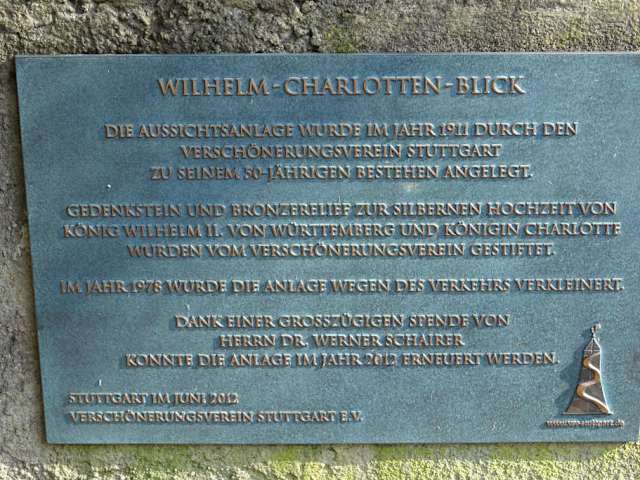 WILHELM-CHARLOTTEN-BLICK
DIE AUSSICHTSANLAGE WURDE IM JAHR 1911 DURCH DEN
VERSCHÖNERUNGSVEREIN STUTTGART
ZU SEINEM 50-JÄHRIGEN BESTEHEN ANGELEGT.
GEDENKSTEIN UND BRONZERELIEF ZUR SILBERNEN HOCHZEIT VON
KÖNIG WILHELM II. VON WÜRTTEMBERG UND KÖNIGIN CHARLOTTE
WURDEN VOM VERSCHÖNERUNGSVEREIN GESTIFTET.
IM JAHR 1978 WURDE DIE ANLAGE WEGEN DES VERKEHRS VERKLEINERT.
DANK EINER GROSSZÜGIGEN SPENDE VON
HERRN DR. WERNER SCHAIRER
KONNTE DIE ANLAGE IM JAHR 2012 ERNEUERT WERDEN.
STUTTGART IM JUNI 2012
VERSCHÖNERUNGSVEREIN STUTTGART E.V.